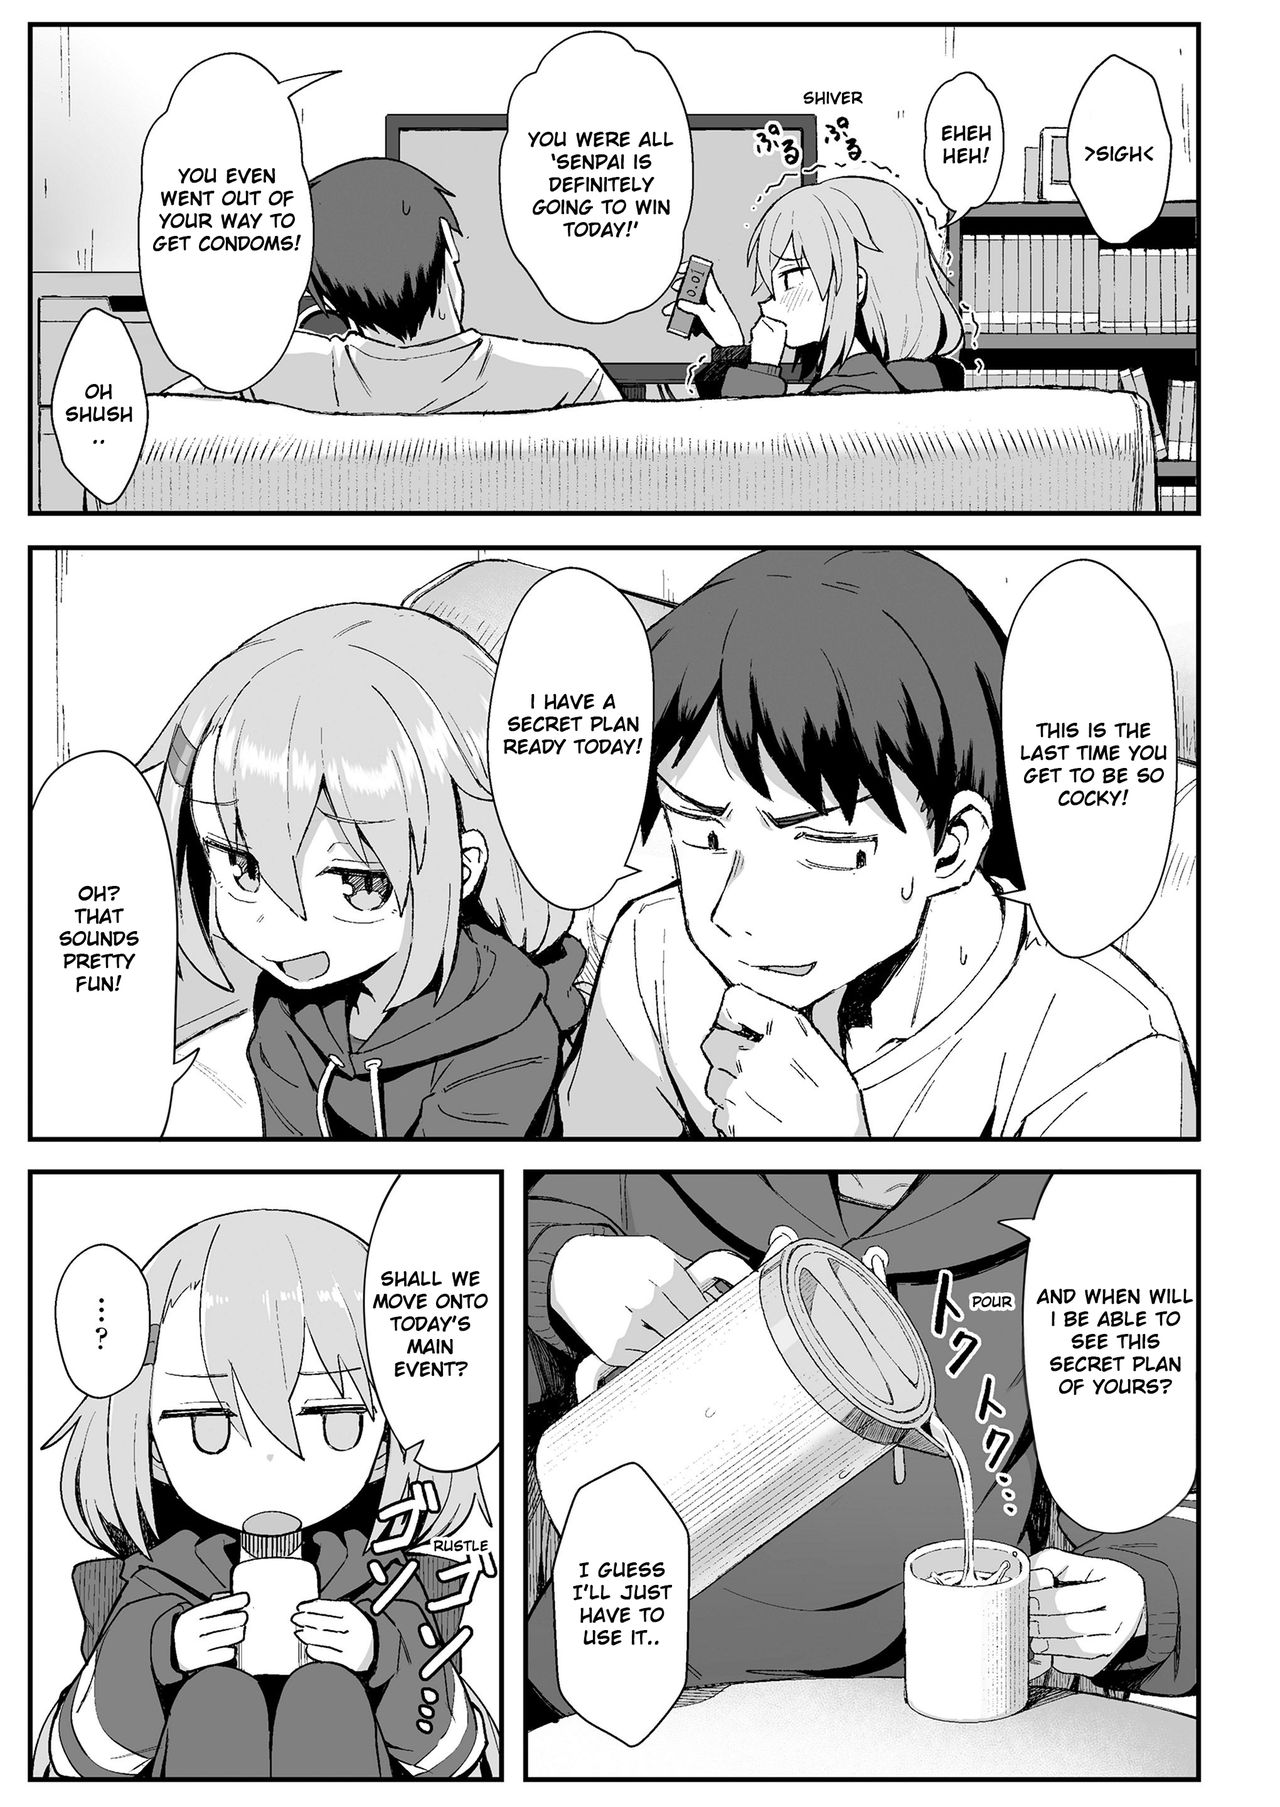 >SIGH<
EHEH
HEH!
SHIVER
ぷる
ぷる
YOU WERE ALL
‘SENPAI IS
DEFINITELY
GOING TO WIN
TODAY!’
YOU EVEN
WENT OUT OF
YOUR WAY TO
GET CONDOMS!
OH
SHUSH
..
THIS IS THE
LAST TIME YOU
GET TO BE SO
COCKY!
I HAVE A
SECRET PLAN
READY TODAY!
OH?
THAT
SOUNDS
PRETTY
FUN!
AND WHEN WILL
I BE ABLE TO
SEE THIS
SECRET PLAN
OF YOURS?
POUR
トク
トク…
I GUESS
I'LL JUST
HAVE TO
USE IT..
SHALL WE
MOVE ONTO
TODAY'S
MAIN
EVENT?
RUSTLE
ゴソ
ゴソ…
…?